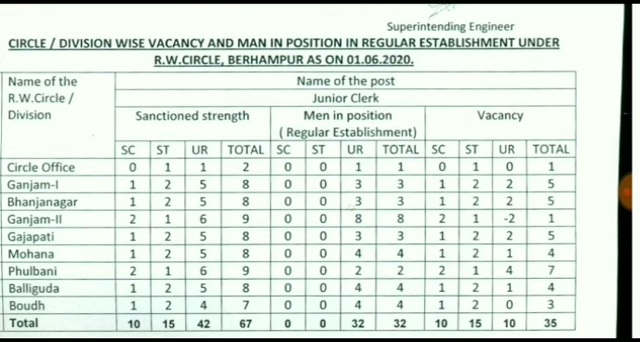 Superintending Engineer
CIRCLE / DIVISION WISE VACANCY AND MAN IN POSITION IN REGULAR ESTABLISHMENT UNDER
R.W.CIRCLE, BERHAMPUR AS ON 01.06.2020.
Name of the R.W.Circle / Division
Name of the post
Junior Clerk
Sanctioned strength Men in position ( Regular Establishment) Vacancy
SC ST UR TOTAL SC ST UR TOTAL SC ST UR TOTAL
Circle Office 0 1 1 2 0 0 1 1 0 1 0 1
Ganjam-I 1 2 5 8 0 0 3 3 1 2 2 5
Bhanjanagar 1 2 5 8 0 0 3 3 1 2 2 5
Ganjam-II 2 1 6 9 0 0 8 8 2 1 -2 1
Gajapati 1 2 5 8 0 0 3 3 1 2 2 5
Mohana 1 2 5 8 0 0 4 4 1 2 1 4
Phulbani 2 1 6 9 0 0 2 2 2 1 4 7
Balliguda 1 2 5 8 0 0 4 4 1 2 1 4
Boudh 1 2 4 7 0 0 4 4 1 2 0 3
Total 10 15 42 67 0 0 32 32 10 15 10 35